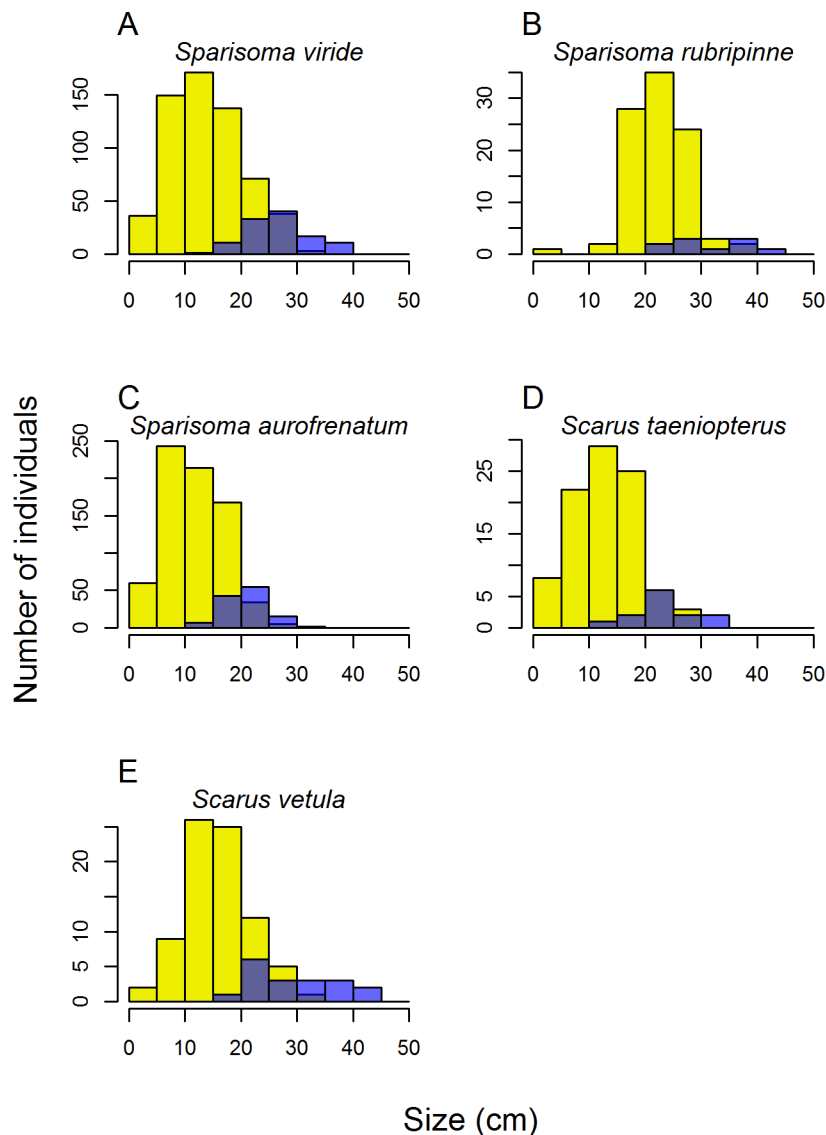 A
Sparisoma viride
0 50 100 150
0 10 20 30 40 50
B
Sparisoma rubripinne
0 10 20 30
0 10 20 30 40 50
C
Sparisoma aurofrenatum
0 50 150 250
0 10 20 30 40 50
D
Scarus taeniopterus
0 5 15 25
0 10 20 30 40 50
E
Scarus vetula
0 5 10 20
0 10 20 30 40 50
Number of individuals
Size (cm)